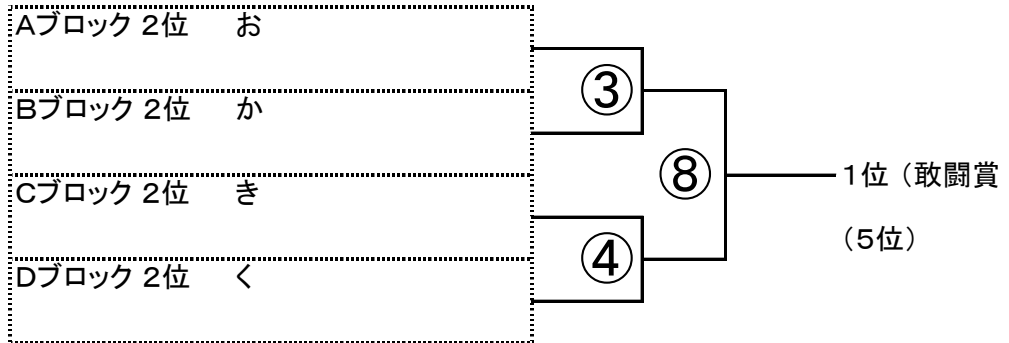 Aブロック 2位 お
③
Bブロック 2位 か
⑧
1位（敢闘賞
Cブロック 2位 き
（5位）
④
Dブロック 2位 く